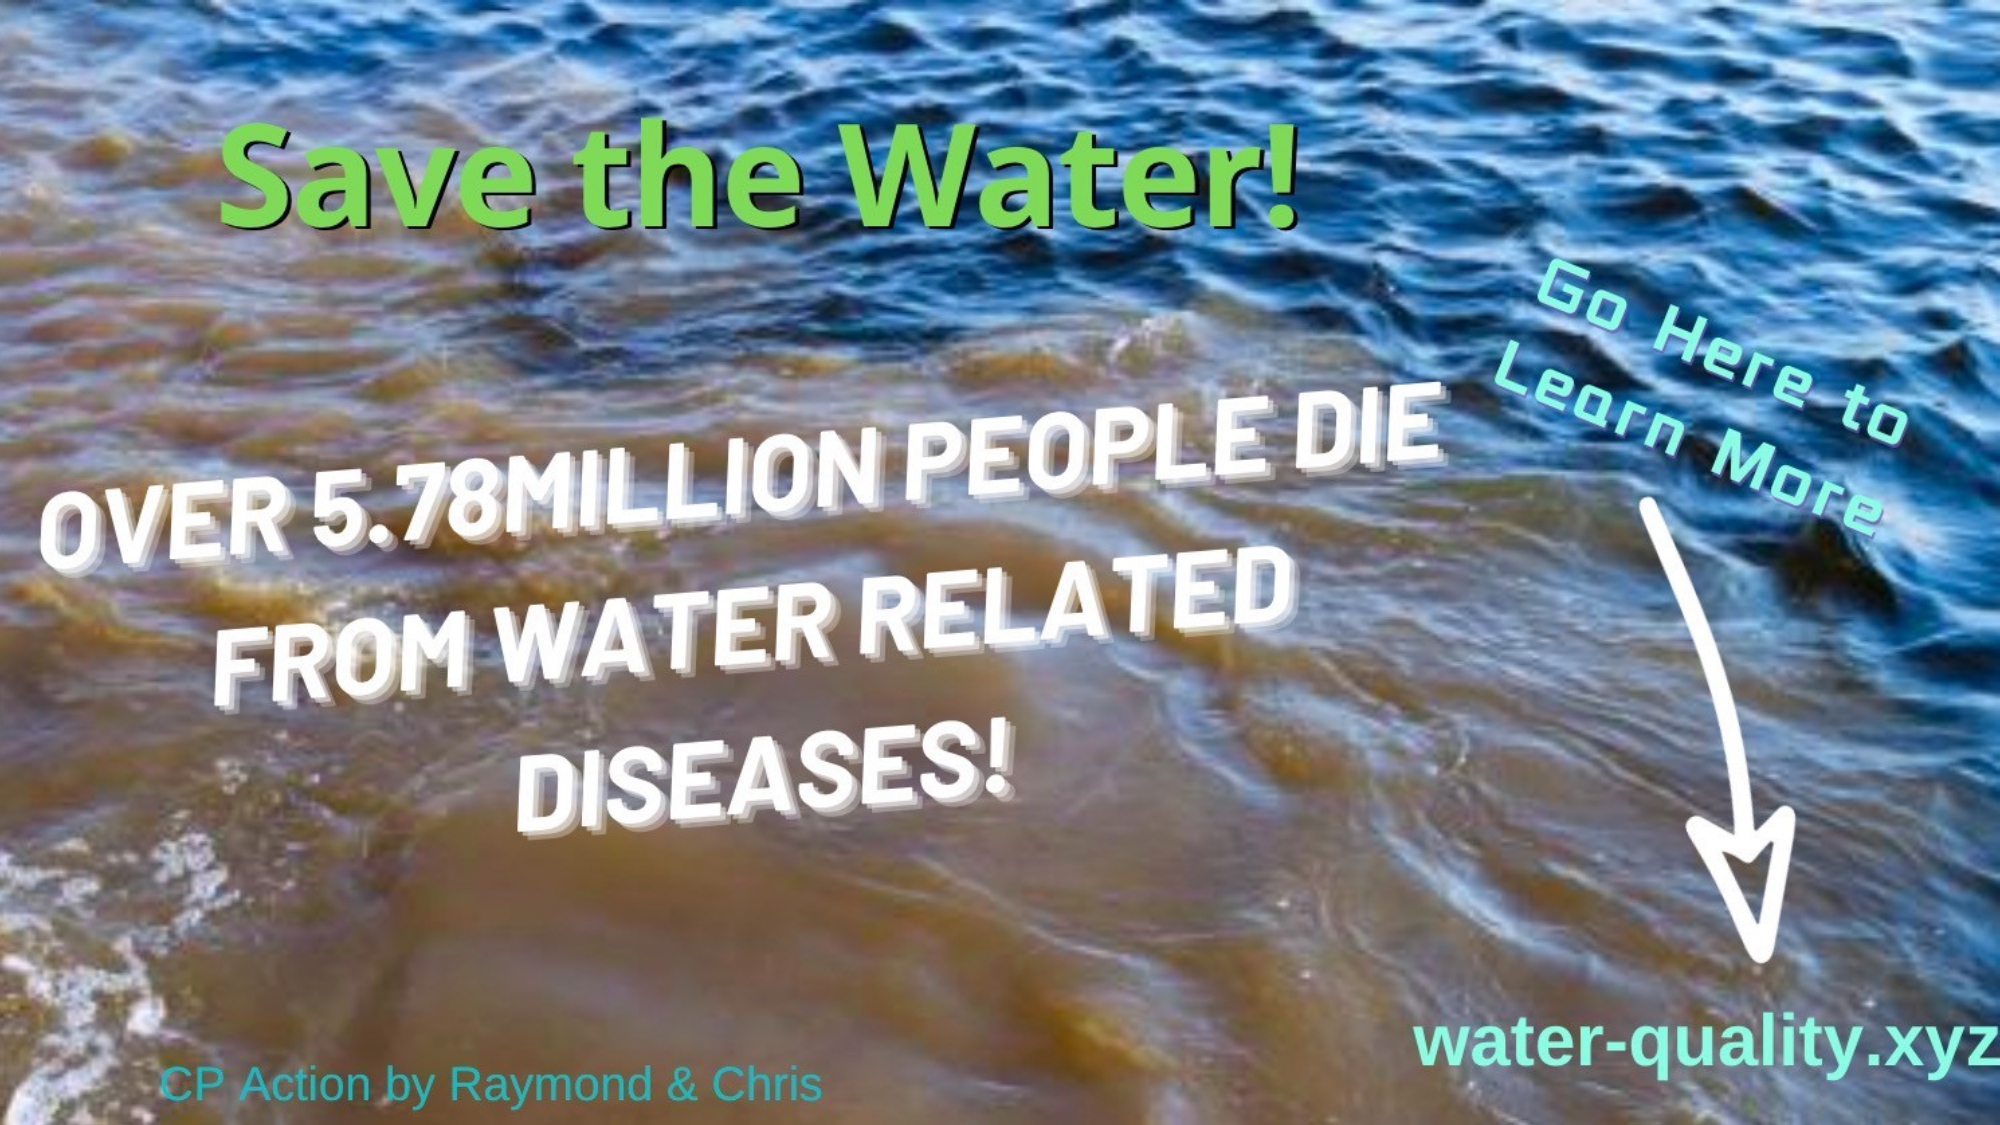 Save the Water!
Go Here to
Learn More
OVER 5.78MILLION PEOPLE DIE
FROM WATER RELATED
DISEASES!
water-quality.xyz
CP Action by Raymond & Chris